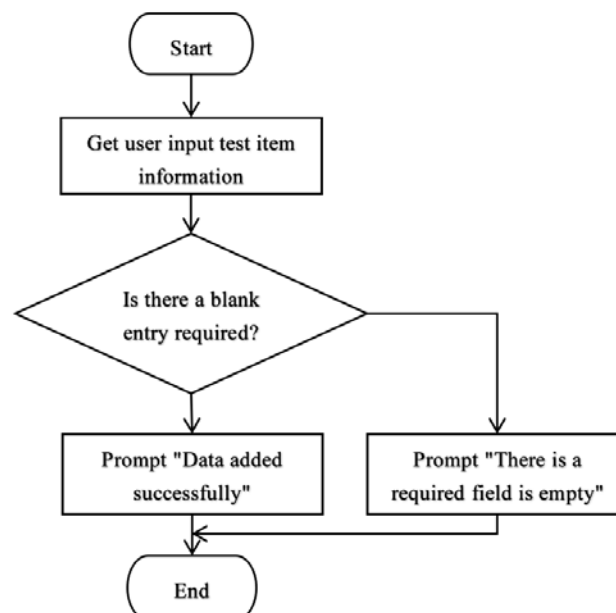 Start
Get user input test item
information
Is there a blank
entry required?
Prompt "Data added
successfully"
Prompt "There is a
required field is empty"
End